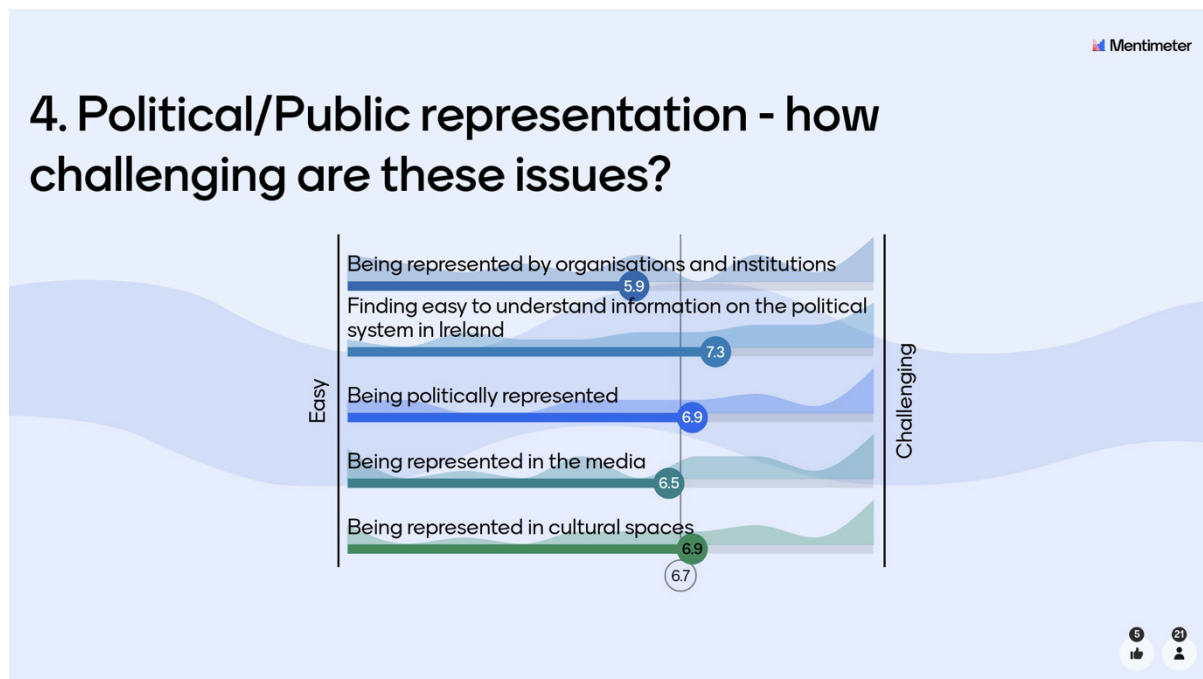 Mentimeter
4. Political/Public representation - how
challenging are these issues?
Being represented by organisations and institutions
5.9
Finding easy to understand information on the political
system in Ireland
7.3
Easy
Being politically represented
6.9
Challenging
Being represented in the media
6.5
Being represented in cultural spaces
6.9
6.7
5
21